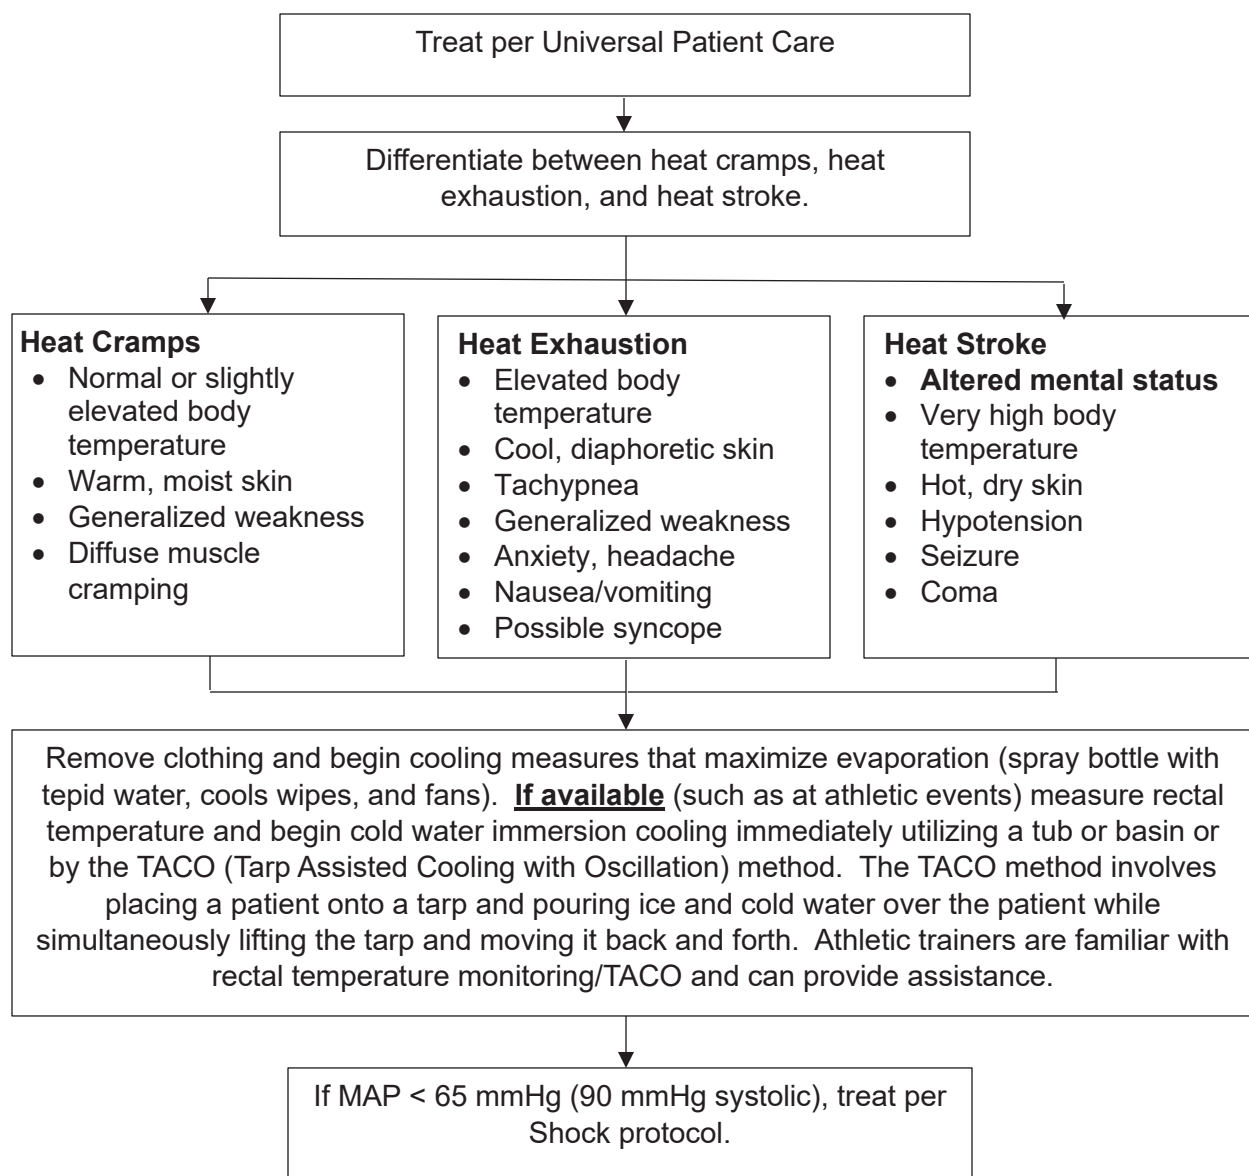 Treat per Universal Patient Care
Differentiate between heat cramps, heat
exhaustion, and heat stroke.
Heat Cramps
• Normal or slightly
elevated body
temperature
• Warm, moist skin
• Generalized weakness
• Diffuse muscle
cramping
Heat Exhaustion
• Elevated body
temperature
• Cool, diaphoretic skin
• Tachypnea
• Generalized weakness
• Anxiety, headache
• Nausea/vomiting
• Possible syncope
Heat Stroke
• Altered mental status
• Very high body
temperature
• Hot, dry skin
• Hypotension
• Seizure
• Coma
Remove clothing and begin cooling measures that maximize evaporation (spray bottle with
tepid water, cools wipes, and fans).  If available (such as at athletic events) measure rectal
temperature and begin cold water immersion cooling immediately utilizing a tub or basin or
by the TACO (Tarp Assisted Cooling with Oscillation) method.  The TACO method involves
placing a patient onto a tarp and pouring ice and cold water over the patient while
simultaneously lifting the tarp and moving it back and forth.  Athletic trainers are familiar with
rectal temperature monitoring/TACO and can provide assistance.
If MAP < 65 mmHg (90 mmHg systolic), treat per
Shock protocol.